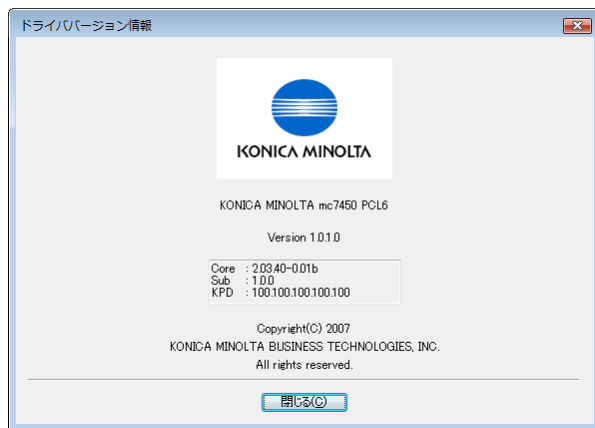 ドライババージョン情報
KONICA MINOLTA
KONICA MINOLTA mc7450 PCL6
Version 1.0.1.0
Core : 2.03.40-0.01b
Sub : 1.0.0
KPD : 100.100.100.100.100
Copyright(C) 2007
KONICA MINOLTA BUSINESS TECHNOLOGIES, INC.
All rights reserved.
閉じる(C)